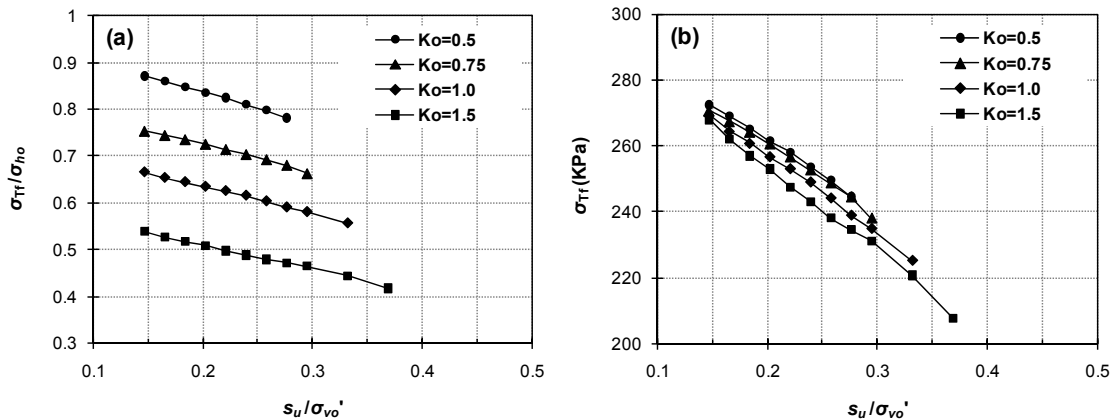 (a)
Ko=0.5
Ko=0.75
Ko=1.0
Ko=1.5
1
0.9
0.8
0.7
0.6
0.5
0.4
0.3
σTf/σho
0.1 0.2 0.3 0.4 0.5
su/σvo'
(b)
Ko=0.5
Ko=0.75
Ko=1.0
Ko=1.5
300
280
260
240
220
200
σTf (KPa)
0.1 0.2 0.3 0.4 0.5
su/σvo'